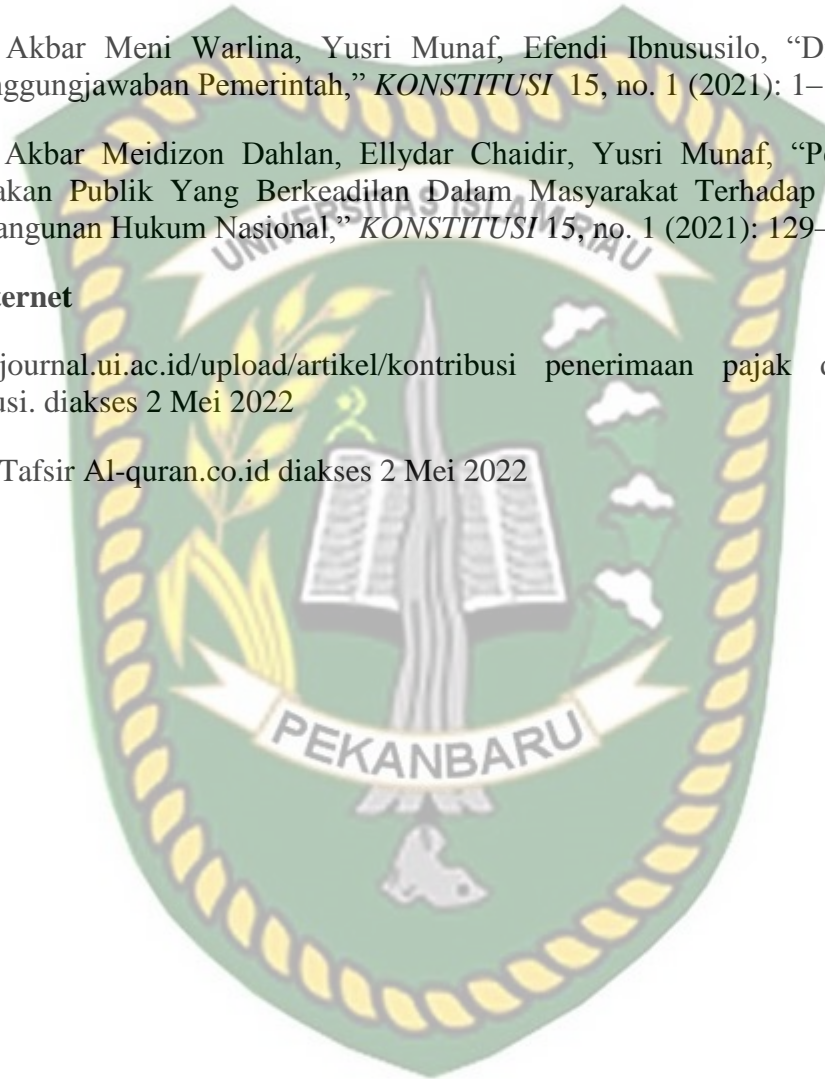 Akbar Meni Warlina, Yusri Munaf, Efendi Ibnususilo, “D
nggungjawaban Pemerintah,” KONSTITUSI 15, no. 1 (2021): 1–
Akbar Meidizon Dahlan, Ellydar Chaidir, Yusri Munaf, “Pe
akan Publik Yang Berkeadilan Dalam Masyarakat Terhadap
angunan Hukum Nasional,” KONSTITUSI 15, no. 1 (2021): 129–
UNIVERSITAS ISLAM RIAU
ternet
journal.ui.ac.id/upload/artikel/kontribusi penerimaan pajak d
usi. diakses 2 Mei 2022
Tafsir Al-quran.co.id diakses 2 Mei 2022
PEKANBARU